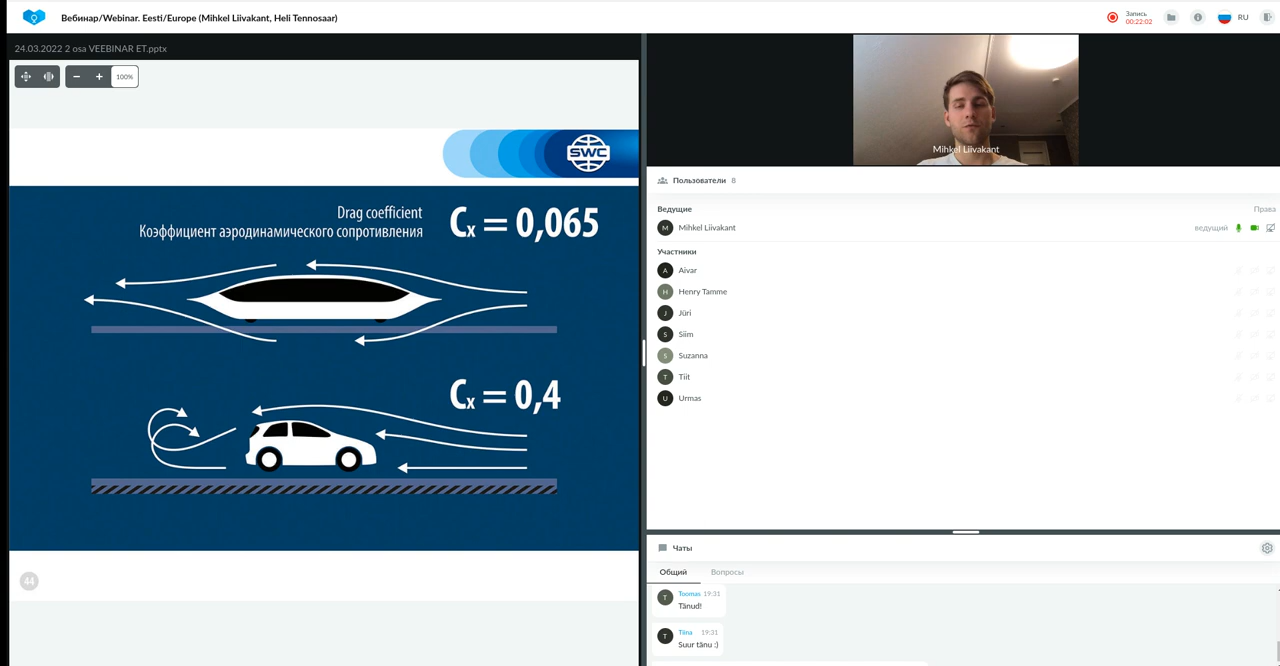 Вебинар/Webinar. Eesti/Europe (Mihkel Liivakant, Heli Tennosaar)
Запись
00:22:02
RU
24.03.2022 2 osa VEEBINAR ET.pptx
100%
SWC
Drag coefficient
Коэффициент аэродинамического сопротивления
Cx = 0,065
Cx = 0,4
44
Mihkel Liivakant
Пользователи 8
Ведущие
Права
M Mihkel Liivakant
ведущий
Участники
A Aivar
H Henry Tamme
J Jüri
S Siim
S Suzanna
T Tiit
U Urmas
Чаты
Общий Вопросы
T Toomas 19:31
Tänud!
T Tiina 19:31
Suur tänu :)